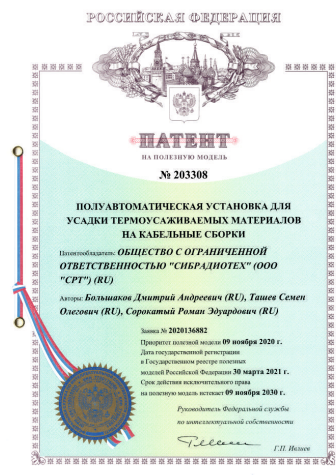 РОССИЙСКАЯ ФЕДЕРАЦИЯ
ПАТЕНТ
НА ПОЛЕЗНУЮ МОДЕЛЬ
№ 203308
ПОЛУАВТОМАТИЧЕСКАЯ УСТАНОВКА ДЛЯ
УСАДКИ ТЕРМОУСАЖИВАЕМЫХ МАТЕРИАЛОВ
НА КАБЕЛЬНЫЕ СБОРКИ
Патентообладатель: ОБЩЕСТВО С ОГРАНИЧЕННОЙ
ОТВЕТСТВЕННОСТЬЮ "СИБРАДИОТЕХ" (ООО
"СРТ") (RU)
Авторы: Большаков Дмитрий Андреевич (RU), Ташев Семен
Олегович (RU), Сорокатый Роман Эдуардович (RU)
Заявка № 2020136882
Приоритет полезной модели 09 ноября 2020 г.
Дата государственной регистрации
в Государственном реестре полезных
моделей Российской Федерации 30 марта 2021 г.
Срок действия исключительного права
на полезную модель истекает 09 ноября 2030 г.
Руководитель Федеральной службы
по интеллектуальной собственности
Г.П. Ивлиев